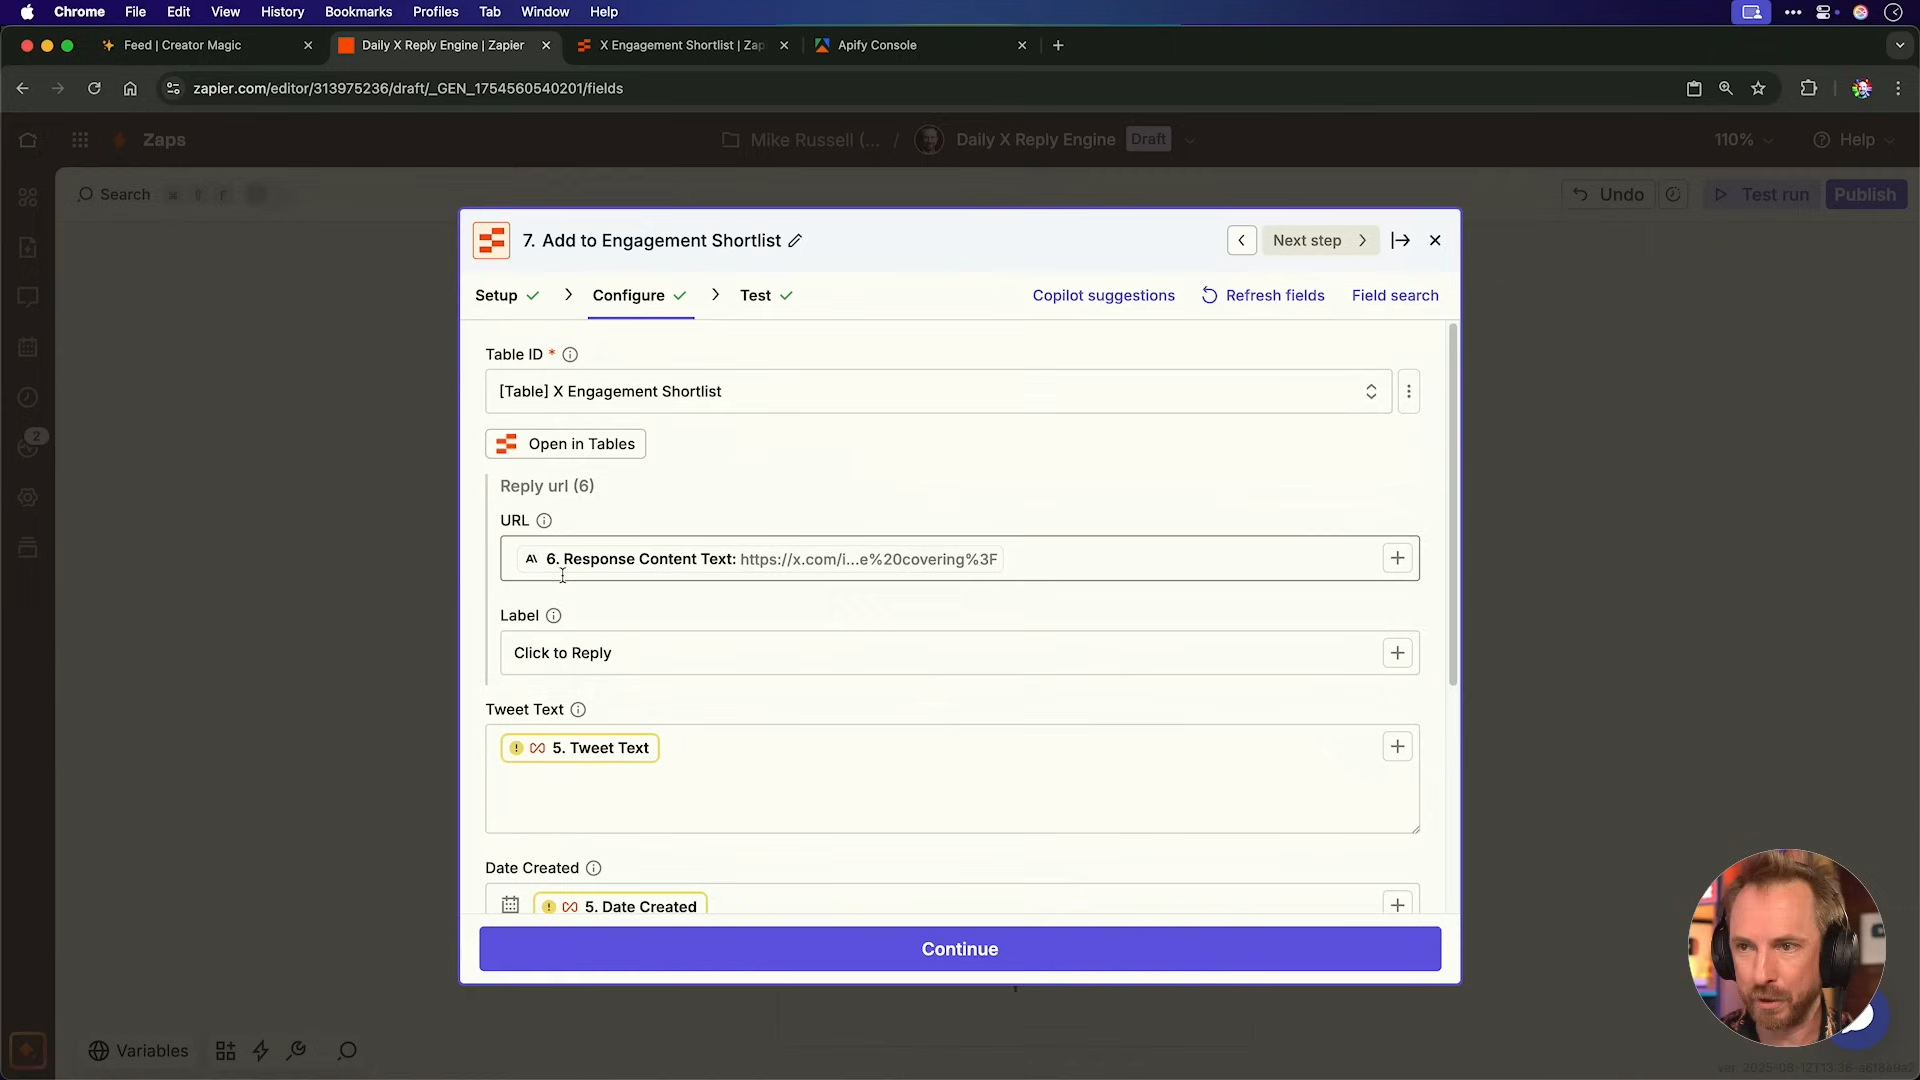 Chrome File Edit View History Bookmarks Profiles Tab Window Help
Feed | Creator Magic
Daily X Reply Engine | Zapier
X Engagement Shortlist | Zap
Apify Console
zapier.com/editor/313975236/draft/_GEN_1754560540201/fields
Zaps
Mike Russell (... / Daily X Reply Engine Draft
110%
Help
Search
Undo
Test run
Publish
2
7. Add to Engagement Shortlist
Next step
Setup
Configure
Test
Copilot suggestions
Refresh fields
Field search
Table ID *
[Table] X Engagement Shortlist
Open in Tables
Reply url (6)
URL
6. Response Content Text: https://x.com/i...e%20covering%3F
Label
Click to Reply
Tweet Text
5. Tweet Text
Date Created
5. Date Created
Continue
Variables